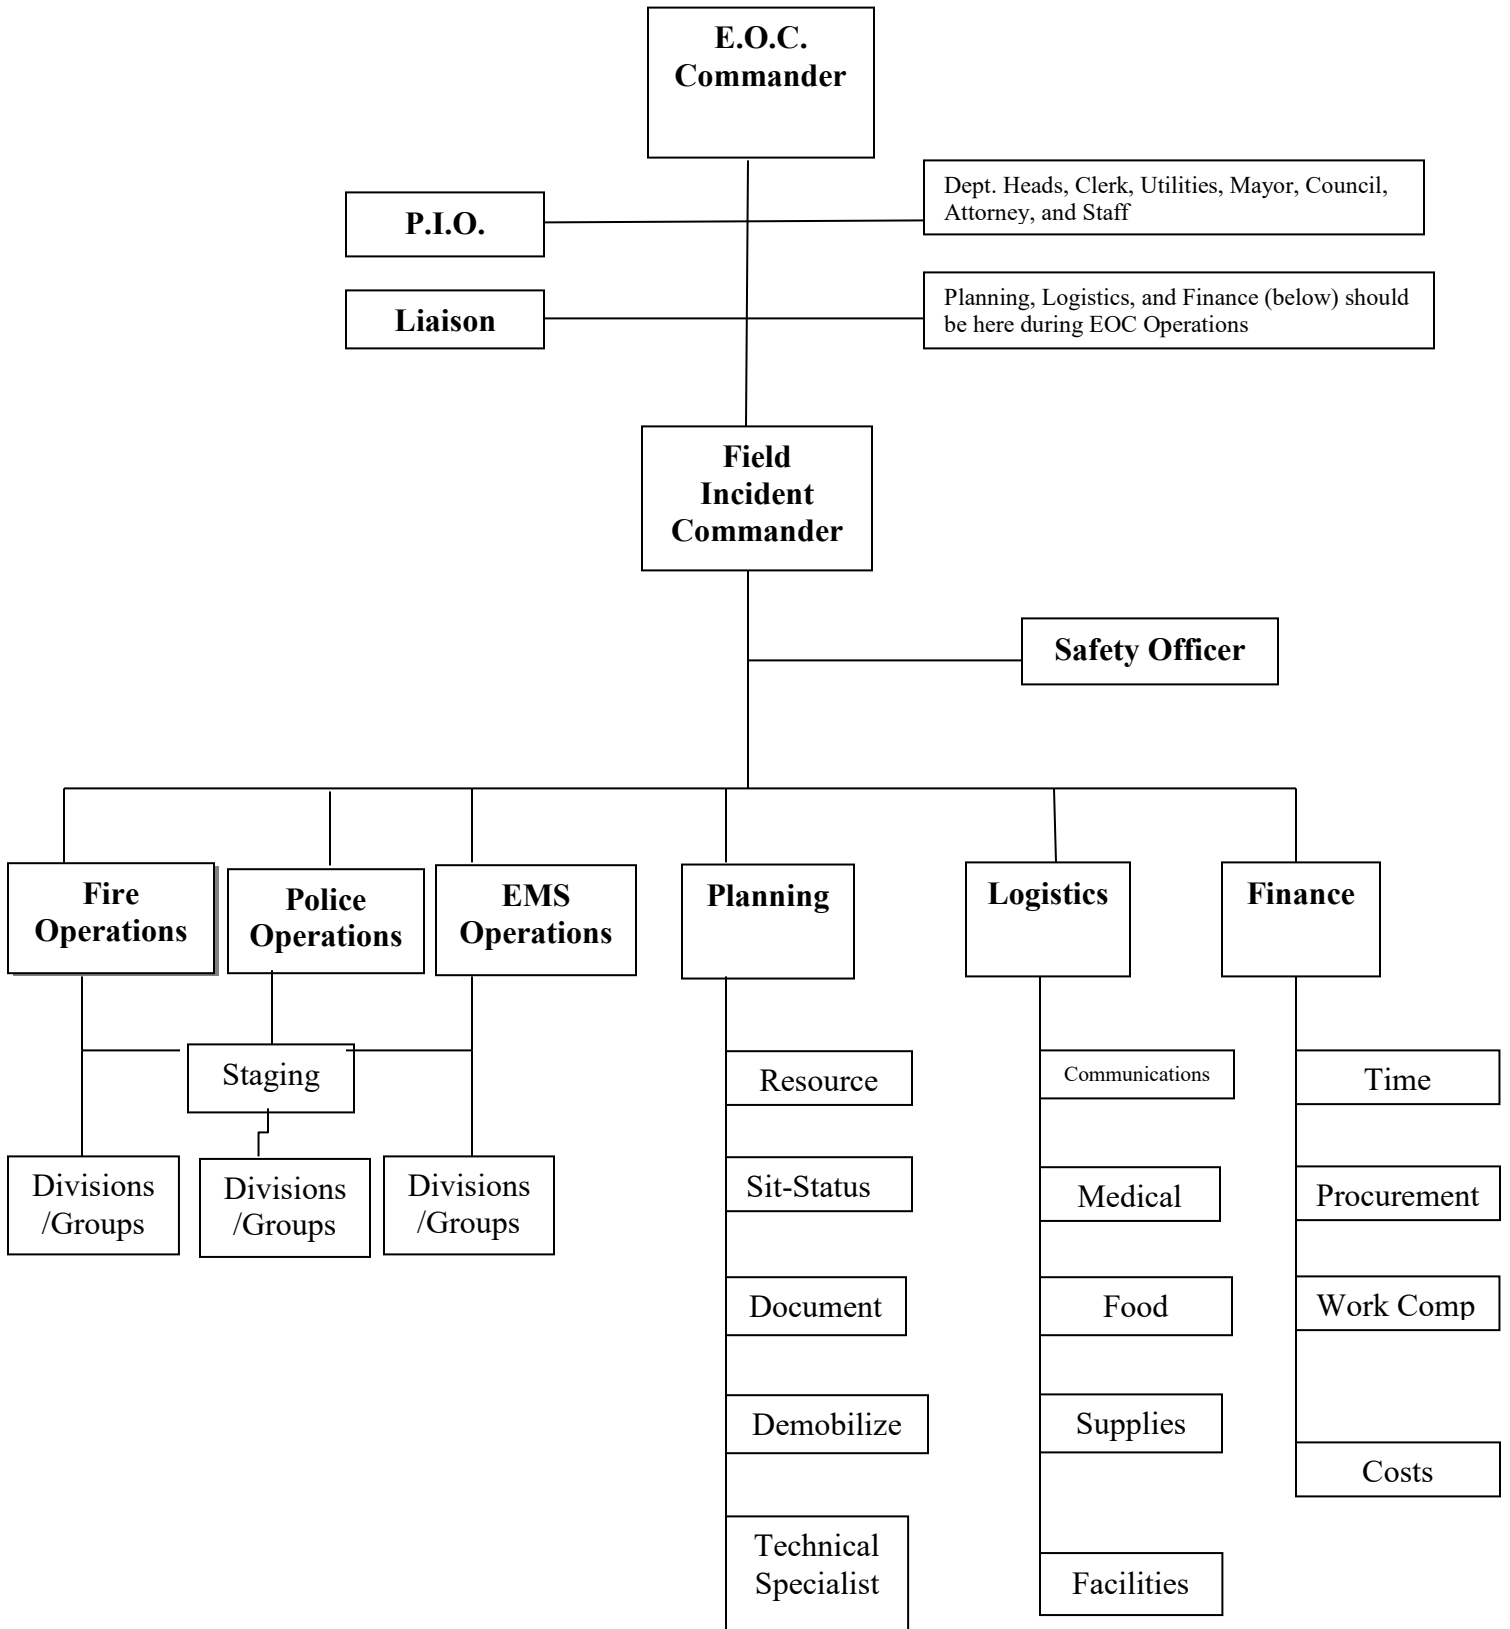 E.O.C.
Commander
P.I.O.
Dept. Heads, Clerk, Utilities, Mayor, Council,
Attorney, and Staff
Liaison
Planning, Logistics, and Finance (below) should
be here during EOC Operations
Field
Incident
Commander
Safety Officer
Fire
Operations
Police
Operations
EMS
Operations
Planning
Logistics
Finance
Staging
Divisions
/Groups
Divisions
/Groups
Divisions
/Groups
Resource
Sit-Status
Document
Demobilize
Technical
Specialist
Communications
Medical
Food
Supplies
Facilities
Time
Procurement
Work Comp
Costs